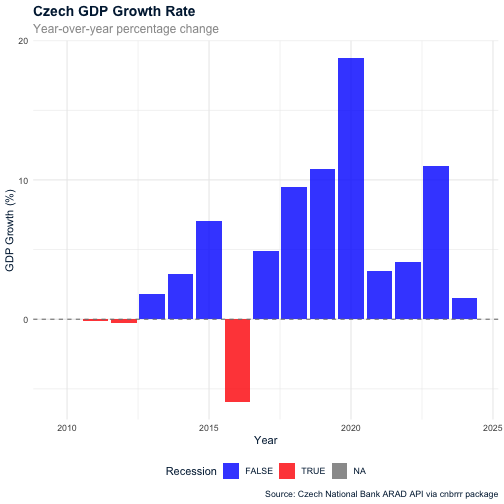 Czech GDP Growth Rate
Year-over-year percentage change
20
10
0
GDP Growth (%)
2010 2015 2020 2025
Year
Recession FALSE TRUE NA
Source: Czech National Bank ARAD API via cnbrrr package